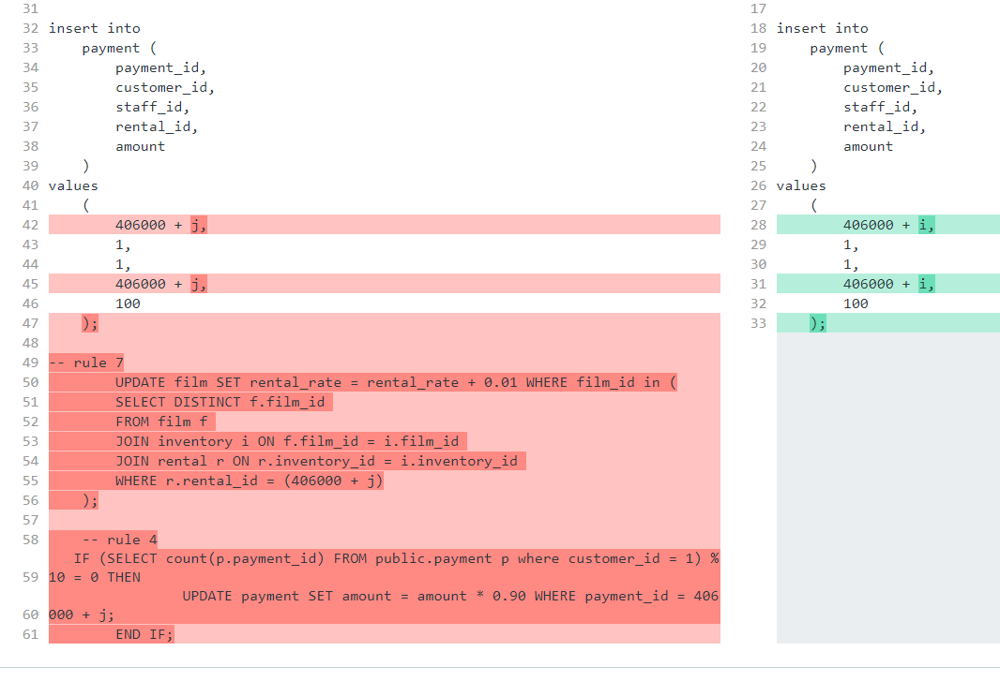 31
32 insert into
33     payment (
34         payment_id,
35         customer_id,
36         staff_id,
37         rental_id,
38         amount
39     )
40 values
41     (
42         406000 + j,
43         1,
44         1,
45         406000 + j,
46         100
47     );
48
49 -- rule 7
50         UPDATE film SET rental_rate = rental_rate + 0.01 WHERE film_id in (
51         SELECT DISTINCT f.film_id
52         FROM film f
53         JOIN inventory i ON f.film_id = i.film_id
54         JOIN rental r ON r.inventory_id = i.inventory_id
55         WHERE r.rental_id = (406000 + j)
56     );
57
58     -- rule 4
   IF (SELECT count(p.payment_id) FROM public.payment p where customer_id = 1) %
59 10 = 0 THEN
                UPDATE payment SET amount = amount * 0.90 WHERE payment_id = 406
60 000 + j;
61         END IF;
17
18 insert into
19     payment (
20         payment_id,
21         customer_id,
22         staff_id,
23         rental_id,
24         amount
25     )
26 values
27     (
28         406000 + i,
29         1,
30         1,
31         406000 + i,
32         100
33     );